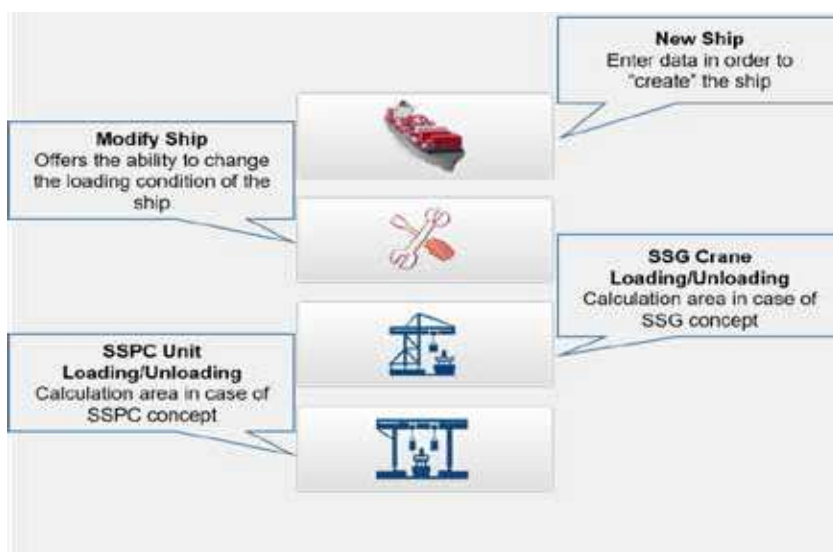 New Ship
Enter data in order to
"create" the ship
Modify Ship
Offers the ability to change
the loading condition of the
ship
SSG Crane
Loading/Unloading
Calculation area in case of
SSG concept
SSPC Unit
Loading/Unloading
Calculation area in case of
SSPC concept